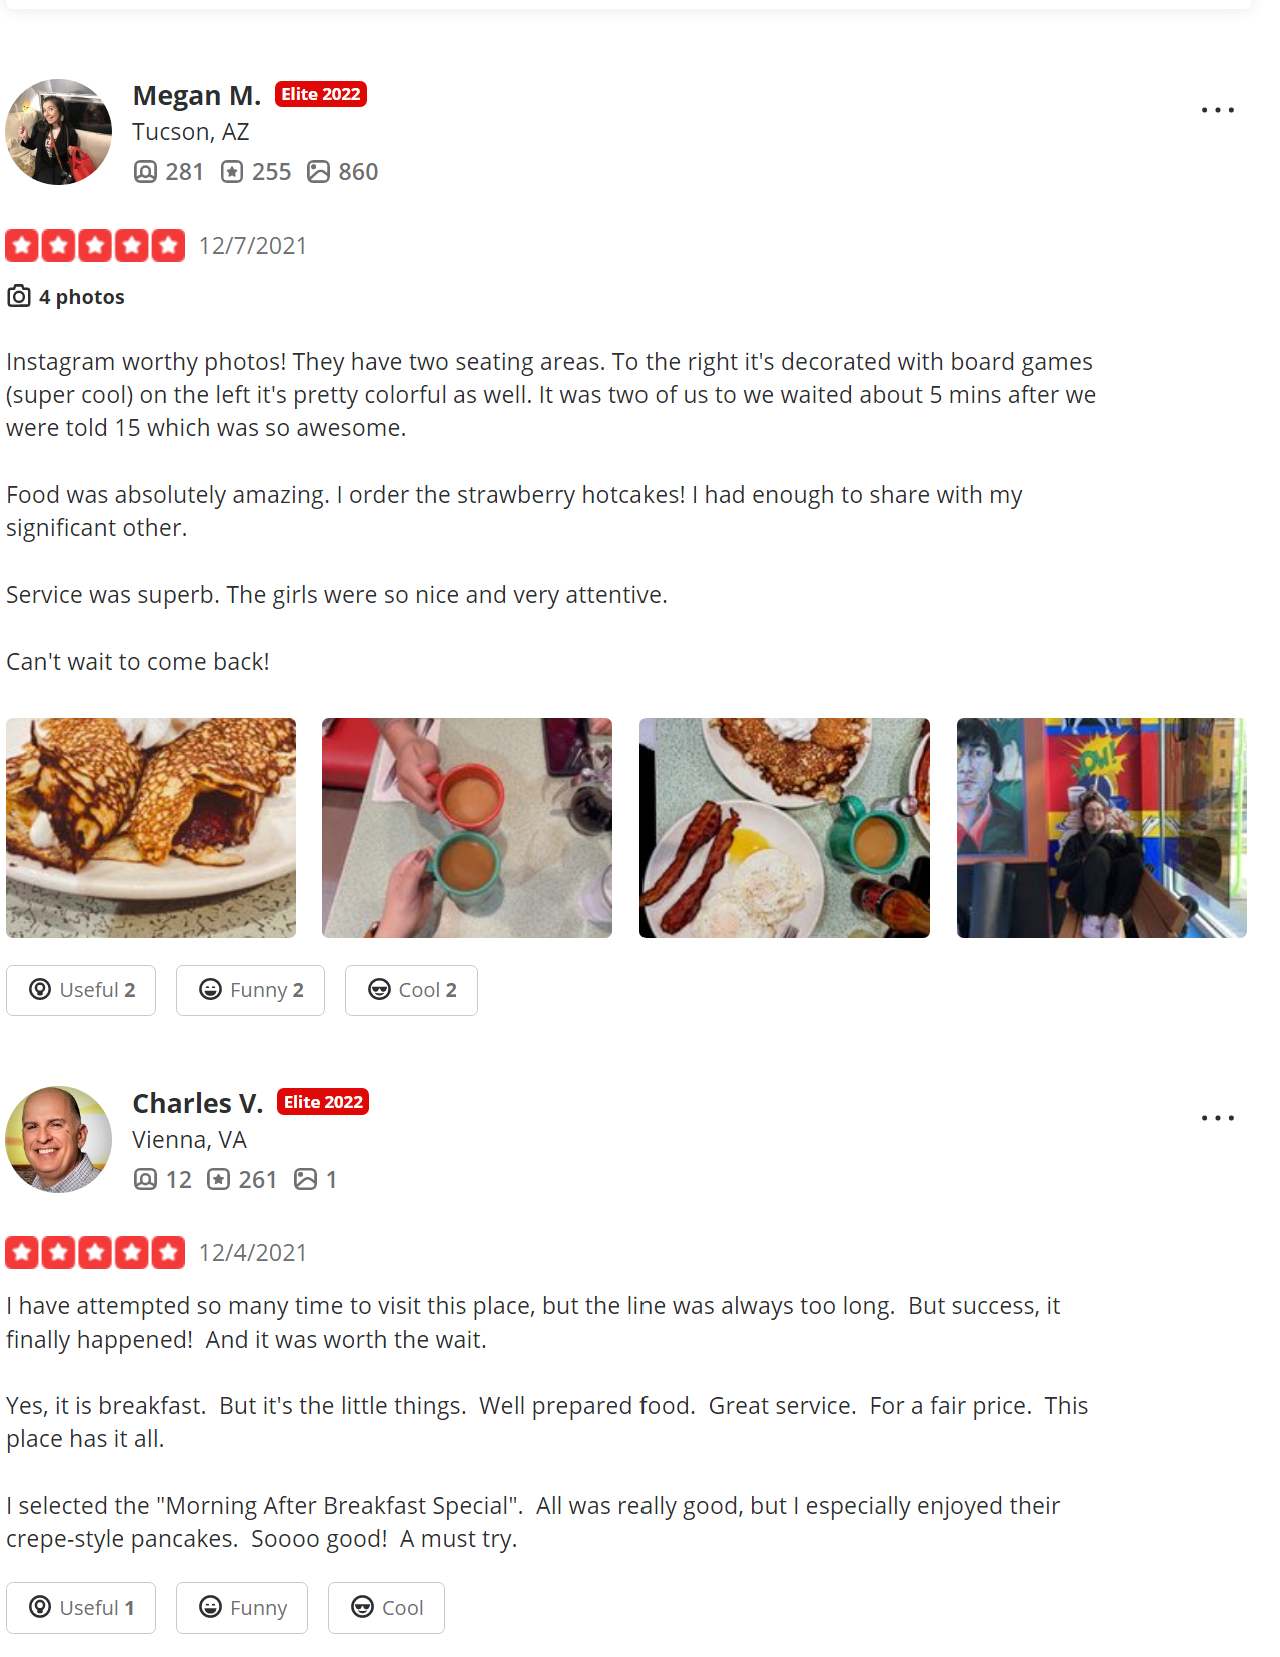 Megan M. Elite 2022
Tucson, AZ
281 255 860
12/7/2021
4 photos
Instagram worthy photos! They have two seating areas. To the right it's decorated with board games
(super cool) on the left it's pretty colorful as well. It was two of us to we waited about 5 mins after we
were told 15 which was so awesome.
Food was absolutely amazing. I order the strawberry hotcakes! I had enough to share with my
significant other.
Service was superb. The girls were so nice and very attentive.
Can't wait to come back!
WOW!
Useful 2 Funny 2 Cool 2
Charles V. Elite 2022
Vienna, VA
12 261 1
12/4/2021
I have attempted so many time to visit this place, but the line was always too long.  But success, it
finally happened!  And it was worth the wait.
Yes, it is breakfast.  But it's the little things.  Well prepared food.  Great service.  For a fair price.  This
place has it all.
I selected the "Morning After Breakfast Special".  All was really good, but I especially enjoyed their
crepe-style pancakes.  Soooo good!  A must try.
Useful 1 Funny Cool